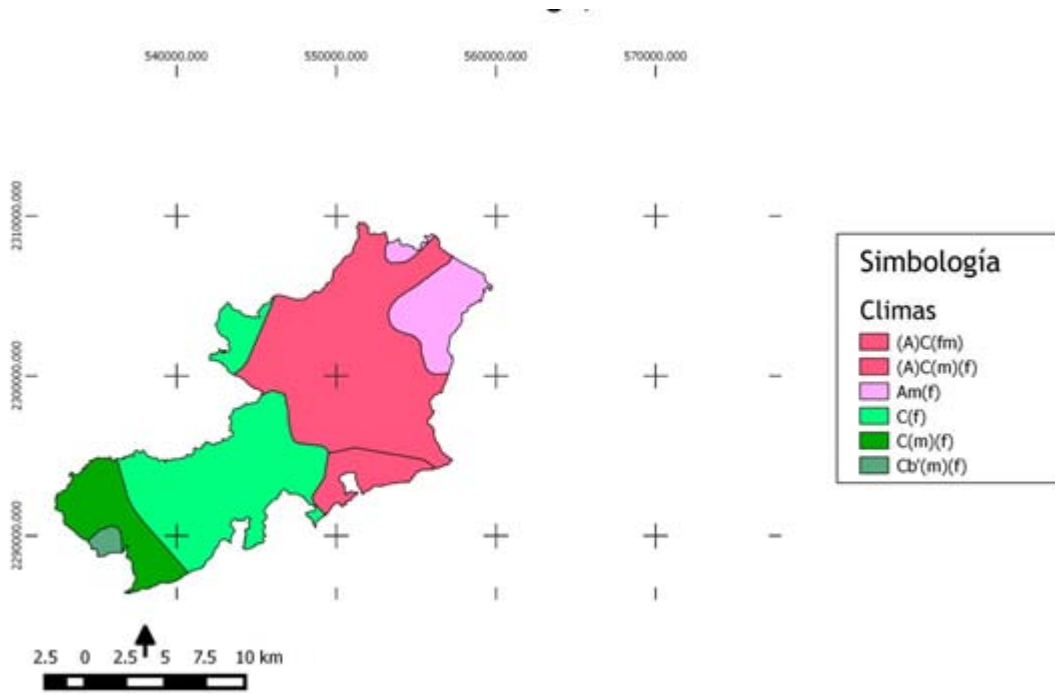 540000.000 550000.000 560000.000 570000.000
2310000.000
2300000.000
2290000.000
Simbología
Climas
(A)C(fm)
(A)C(m)(f)
Am(f)
C(f)
C(m)(f)
Cb'(m)(f)
2.5 0 2.5 5 7.5 10 km